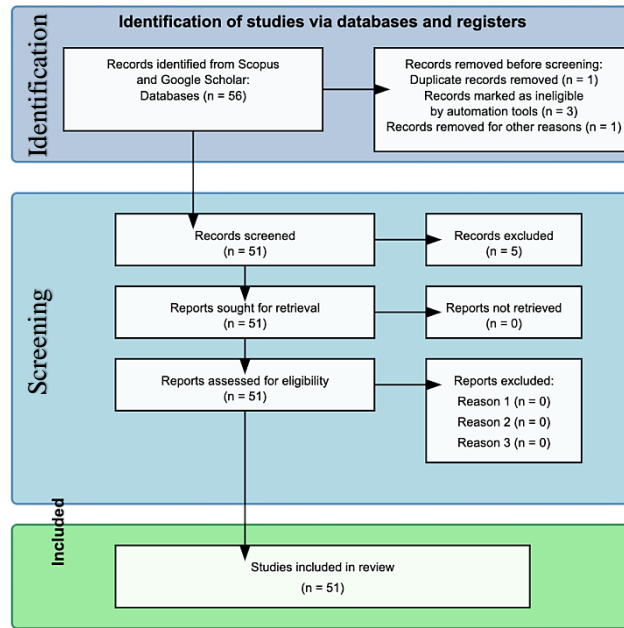 Identification of studies via databases and registers
Identification
Records identified from Scopus
and Google Scholar:
Databases (n = 56)
Records removed before screening:
Duplicate records removed (n = 1)
Records marked as ineligible
by automation tools (n = 3)
Records removed for other reasons (n = 1)
Screening
Records screened
(n = 51)
Records excluded
(n = 5)
Reports sought for retrieval
(n = 51)
Reports not retrieved
(n = 0)
Reports assessed for eligibility
(n = 51)
Reports excluded:
Reason 1 (n = 0)
Reason 2 (n = 0)
Reason 3 (n = 0)
Included
Studies included in review
(n = 51)